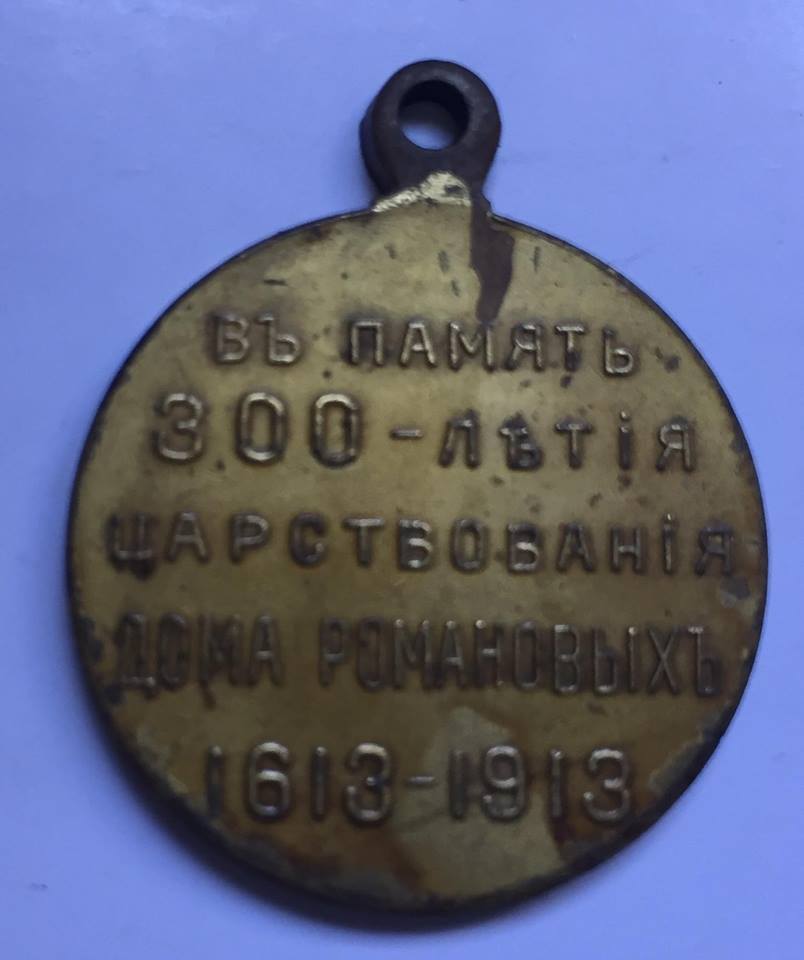 ВЪ ПАМЯТЬ
300-ЛѢТІЯ
ЦАРСТВОВАНІЯ
ДОМА РОМАНОВЫХЪ
1613-1913